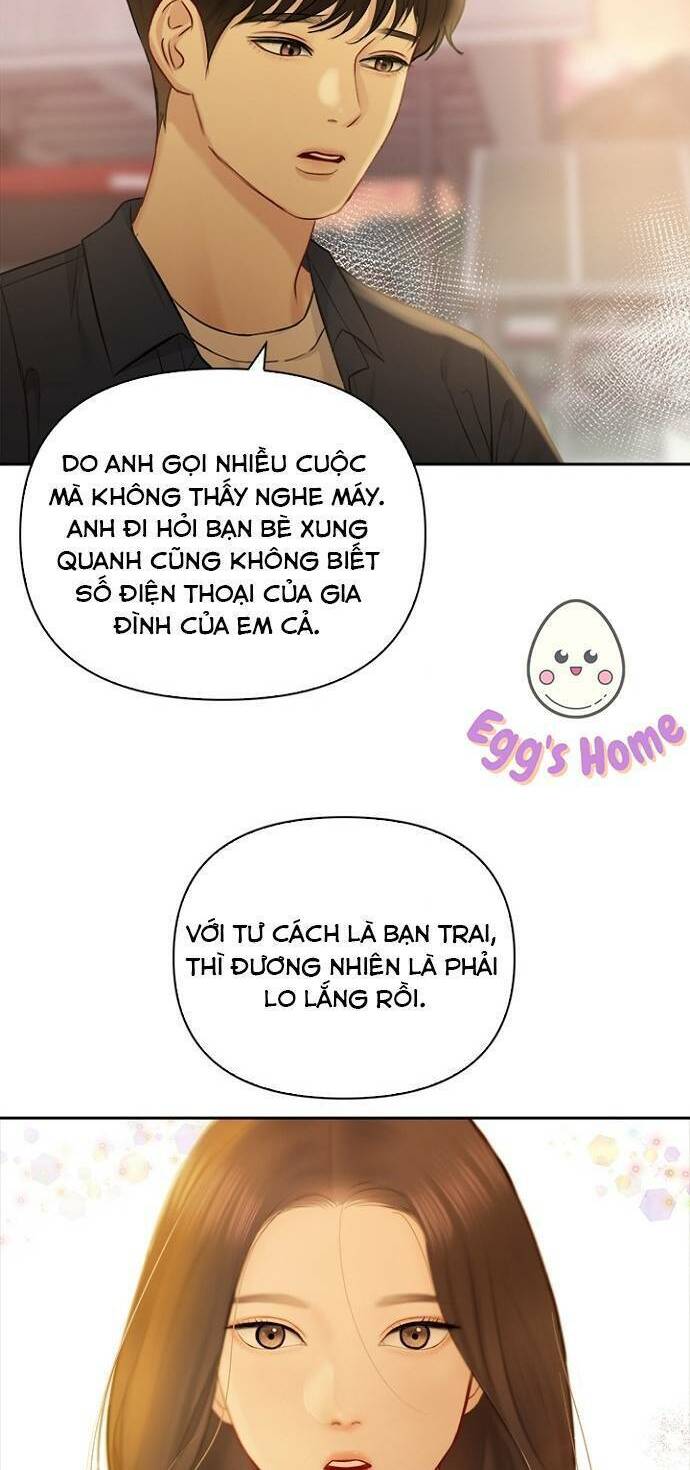 DO ANH GỌI NHIỀU CUỘC
MÀ KHÔNG THẤY NGHE MÁY.
ANH ĐI HỎI BẠN BÈ XUNG
QUANH CŨNG KHÔNG BIẾT
SỐ ĐIỆN THOẠI CỦA GIA
ĐÌNH CỦA EM CẢ.
Egg's Home
VỚI TƯ CÁCH LÀ BẠN TRAI,
THÌ ĐƯƠNG NHIÊN LÀ PHẢI
LO LẮNG RỒI.